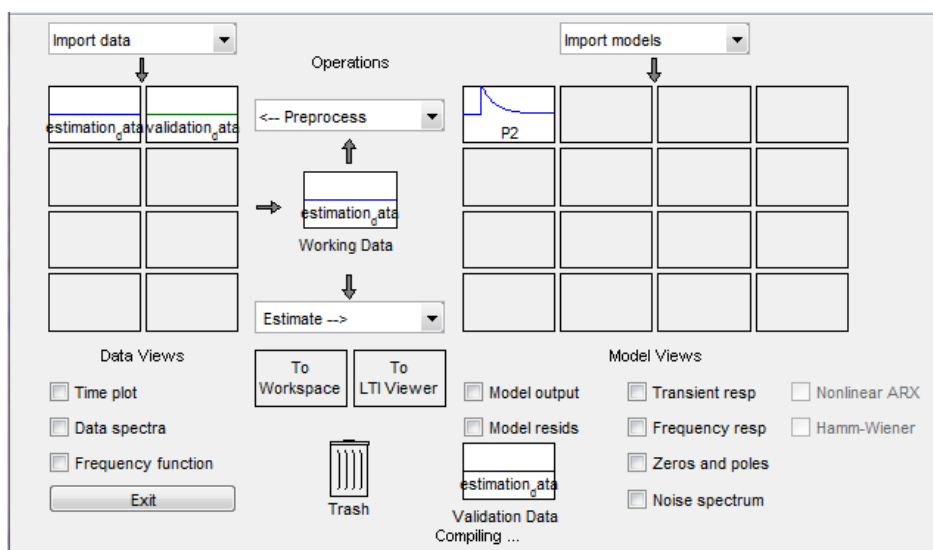 Import data
Import models
Operations
estimation_data
validation_data
<-- Preprocess
P2
estimation_data
Working Data
Estimate -->
Data Views
To
Workspace
To
LTI Viewer
Model Views
Time plot
Model output
Transient resp
Nonlinear ARX
Data spectra
Model resids
Frequency resp
Hamm-Wiener
Frequency function
Zeros and poles
estimation_data
Exit
Trash
Noise spectrum
Validation Data
Compiling ...